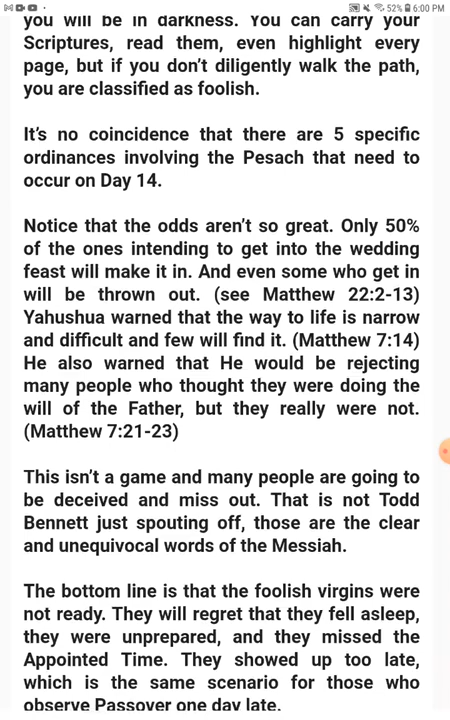 52% 6:00 PM
you will be in darkness. You can carry your
Scriptures, read them, even highlight every
page, but if you don’t diligently walk the path,
you are classified as foolish.
It’s no coincidence that there are 5 specific
ordinances involving the Pesach that need to
occur on Day 14.
Notice that the odds aren’t so great. Only 50%
of the ones intending to get into the wedding
feast will make it in. And even some who get in
will be thrown out. (see Matthew 22:2-13)
Yahushua warned that the way to life is narrow
and difficult and few will find it. (Matthew 7:14)
He also warned that He would be rejecting
many people who thought they were doing the
will of the Father, but they really were not.
(Matthew 7:21-23)
This isn’t a game and many people are going to
be deceived and miss out. That is not Todd
Bennett just spouting off, those are the clear
and unequivocal words of the Messiah.
The bottom line is that the foolish virgins were
not ready. They will regret that they fell asleep,
they were unprepared, and they missed the
Appointed Time. They showed up too late,
which is the same scenario for those who
observe Passover one day late.